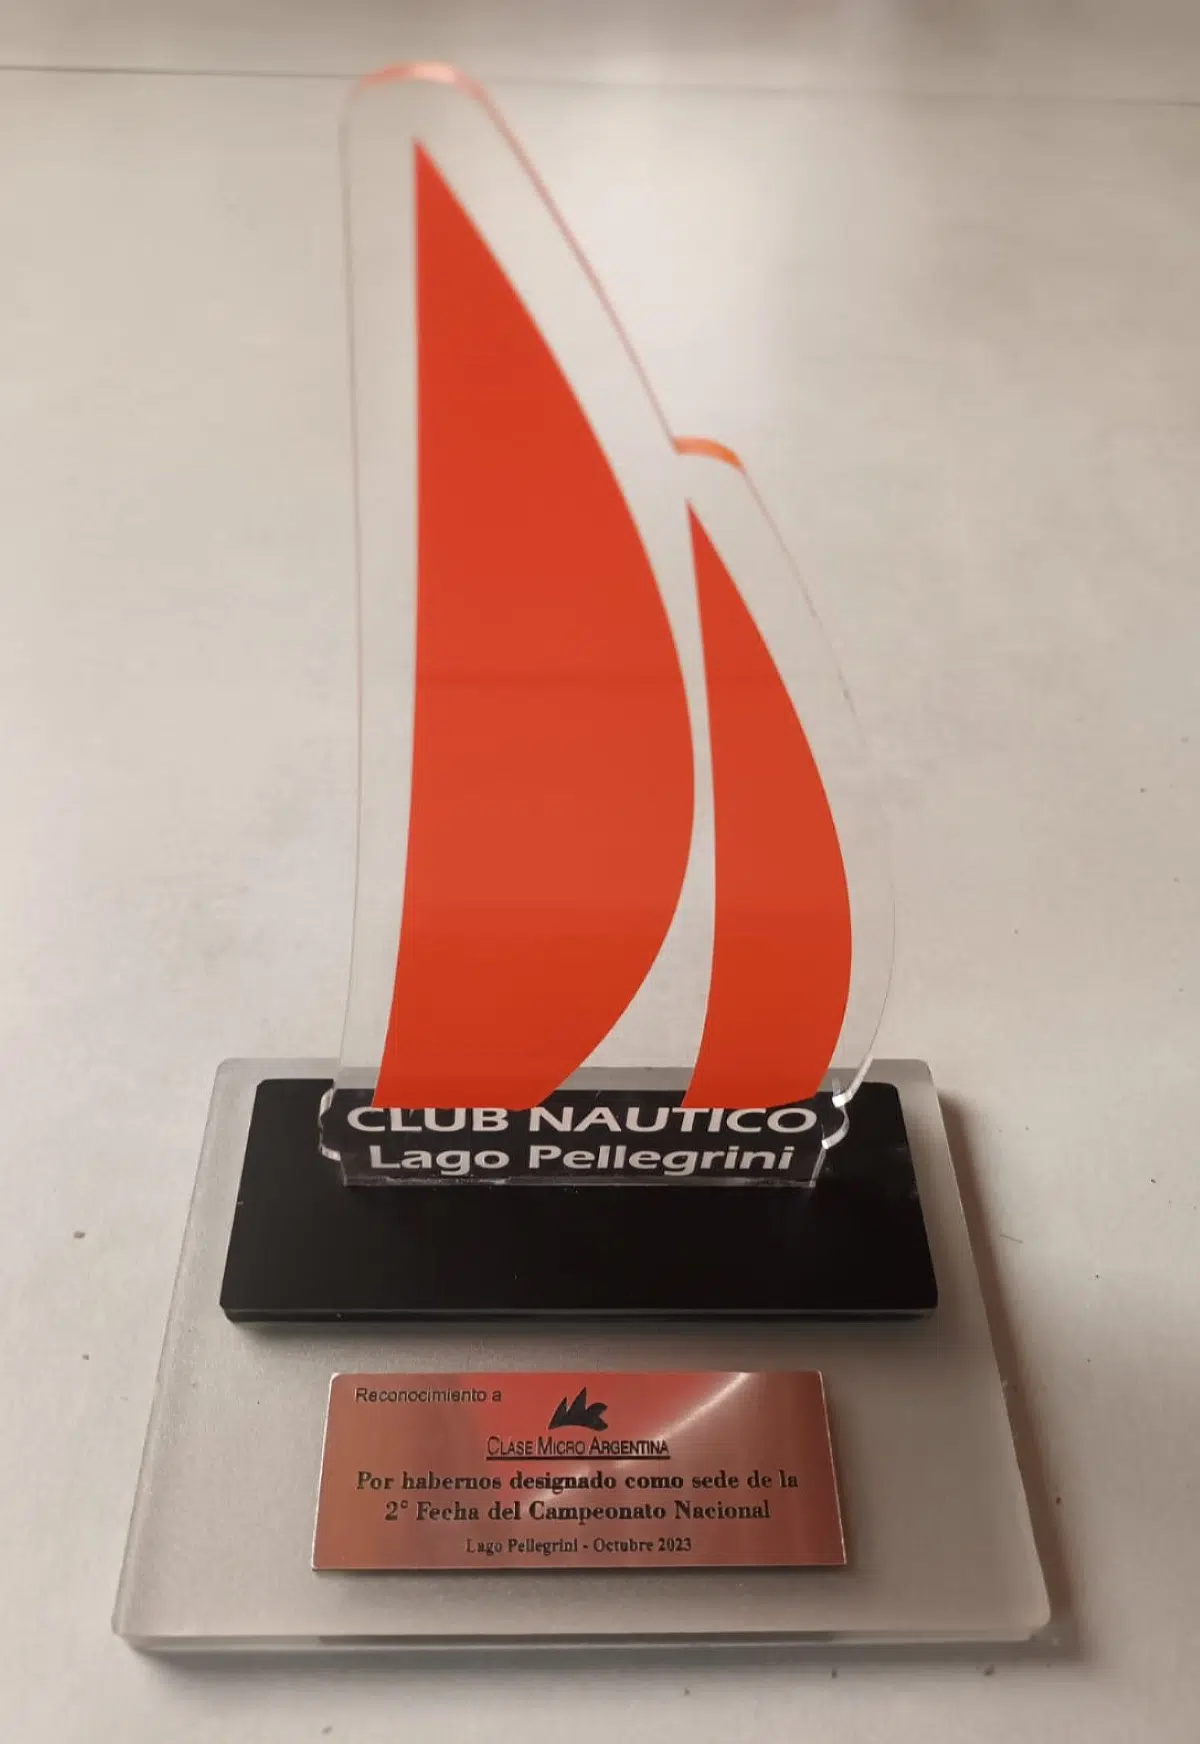 CLUB NAUTICO
Lago Pellegrini
Reconocimiento a
CLASE MICRO ARGENTINA
Por habernos designado como sede de la
2° Fecha del Campeonato Nacional
Lago Pellegrini - Octubre 2023